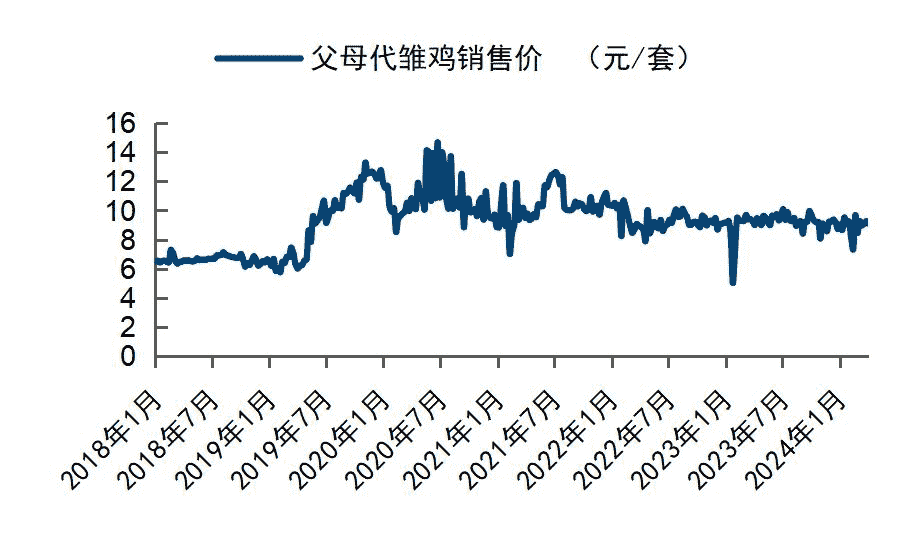 父母代雏鸡销售价 （元/套）
16
14
12
10
8
6
4
2
0
2018年1月
2018年7月
2019年1月
2019年7月
2020年1月
2020年7月
2021年1月
2021年7月
2022年1月
2022年7月
2023年1月
2023年7月
2024年1月